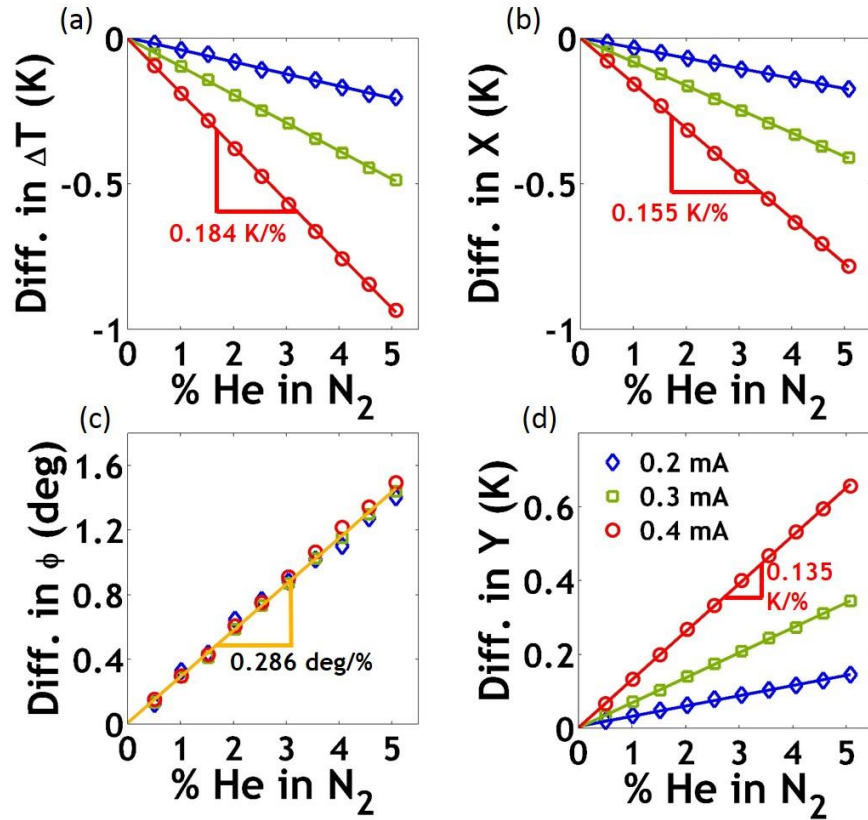 (a)
Diff. in ΔT (K)
0
-0.5
-1
0.184 K/%
0 1 2 3 4 5
% He in N2
(b)
Diff. in X (K)
0
-0.5
-1
0.155 K/%
0 1 2 3 4 5
% He in N2
(c)
Diff. in ϕ (deg)
1.6
1.2
0.8
0.4
0
0.286 deg/%
0 1 2 3 4 5
% He in N2
(d)
Diff. in Y (K)
0.6
0.4
0.2
0
0.2 mA
0.3 mA
0.4 mA
0.135
K/%
0 1 2 3 4 5
% He in N2